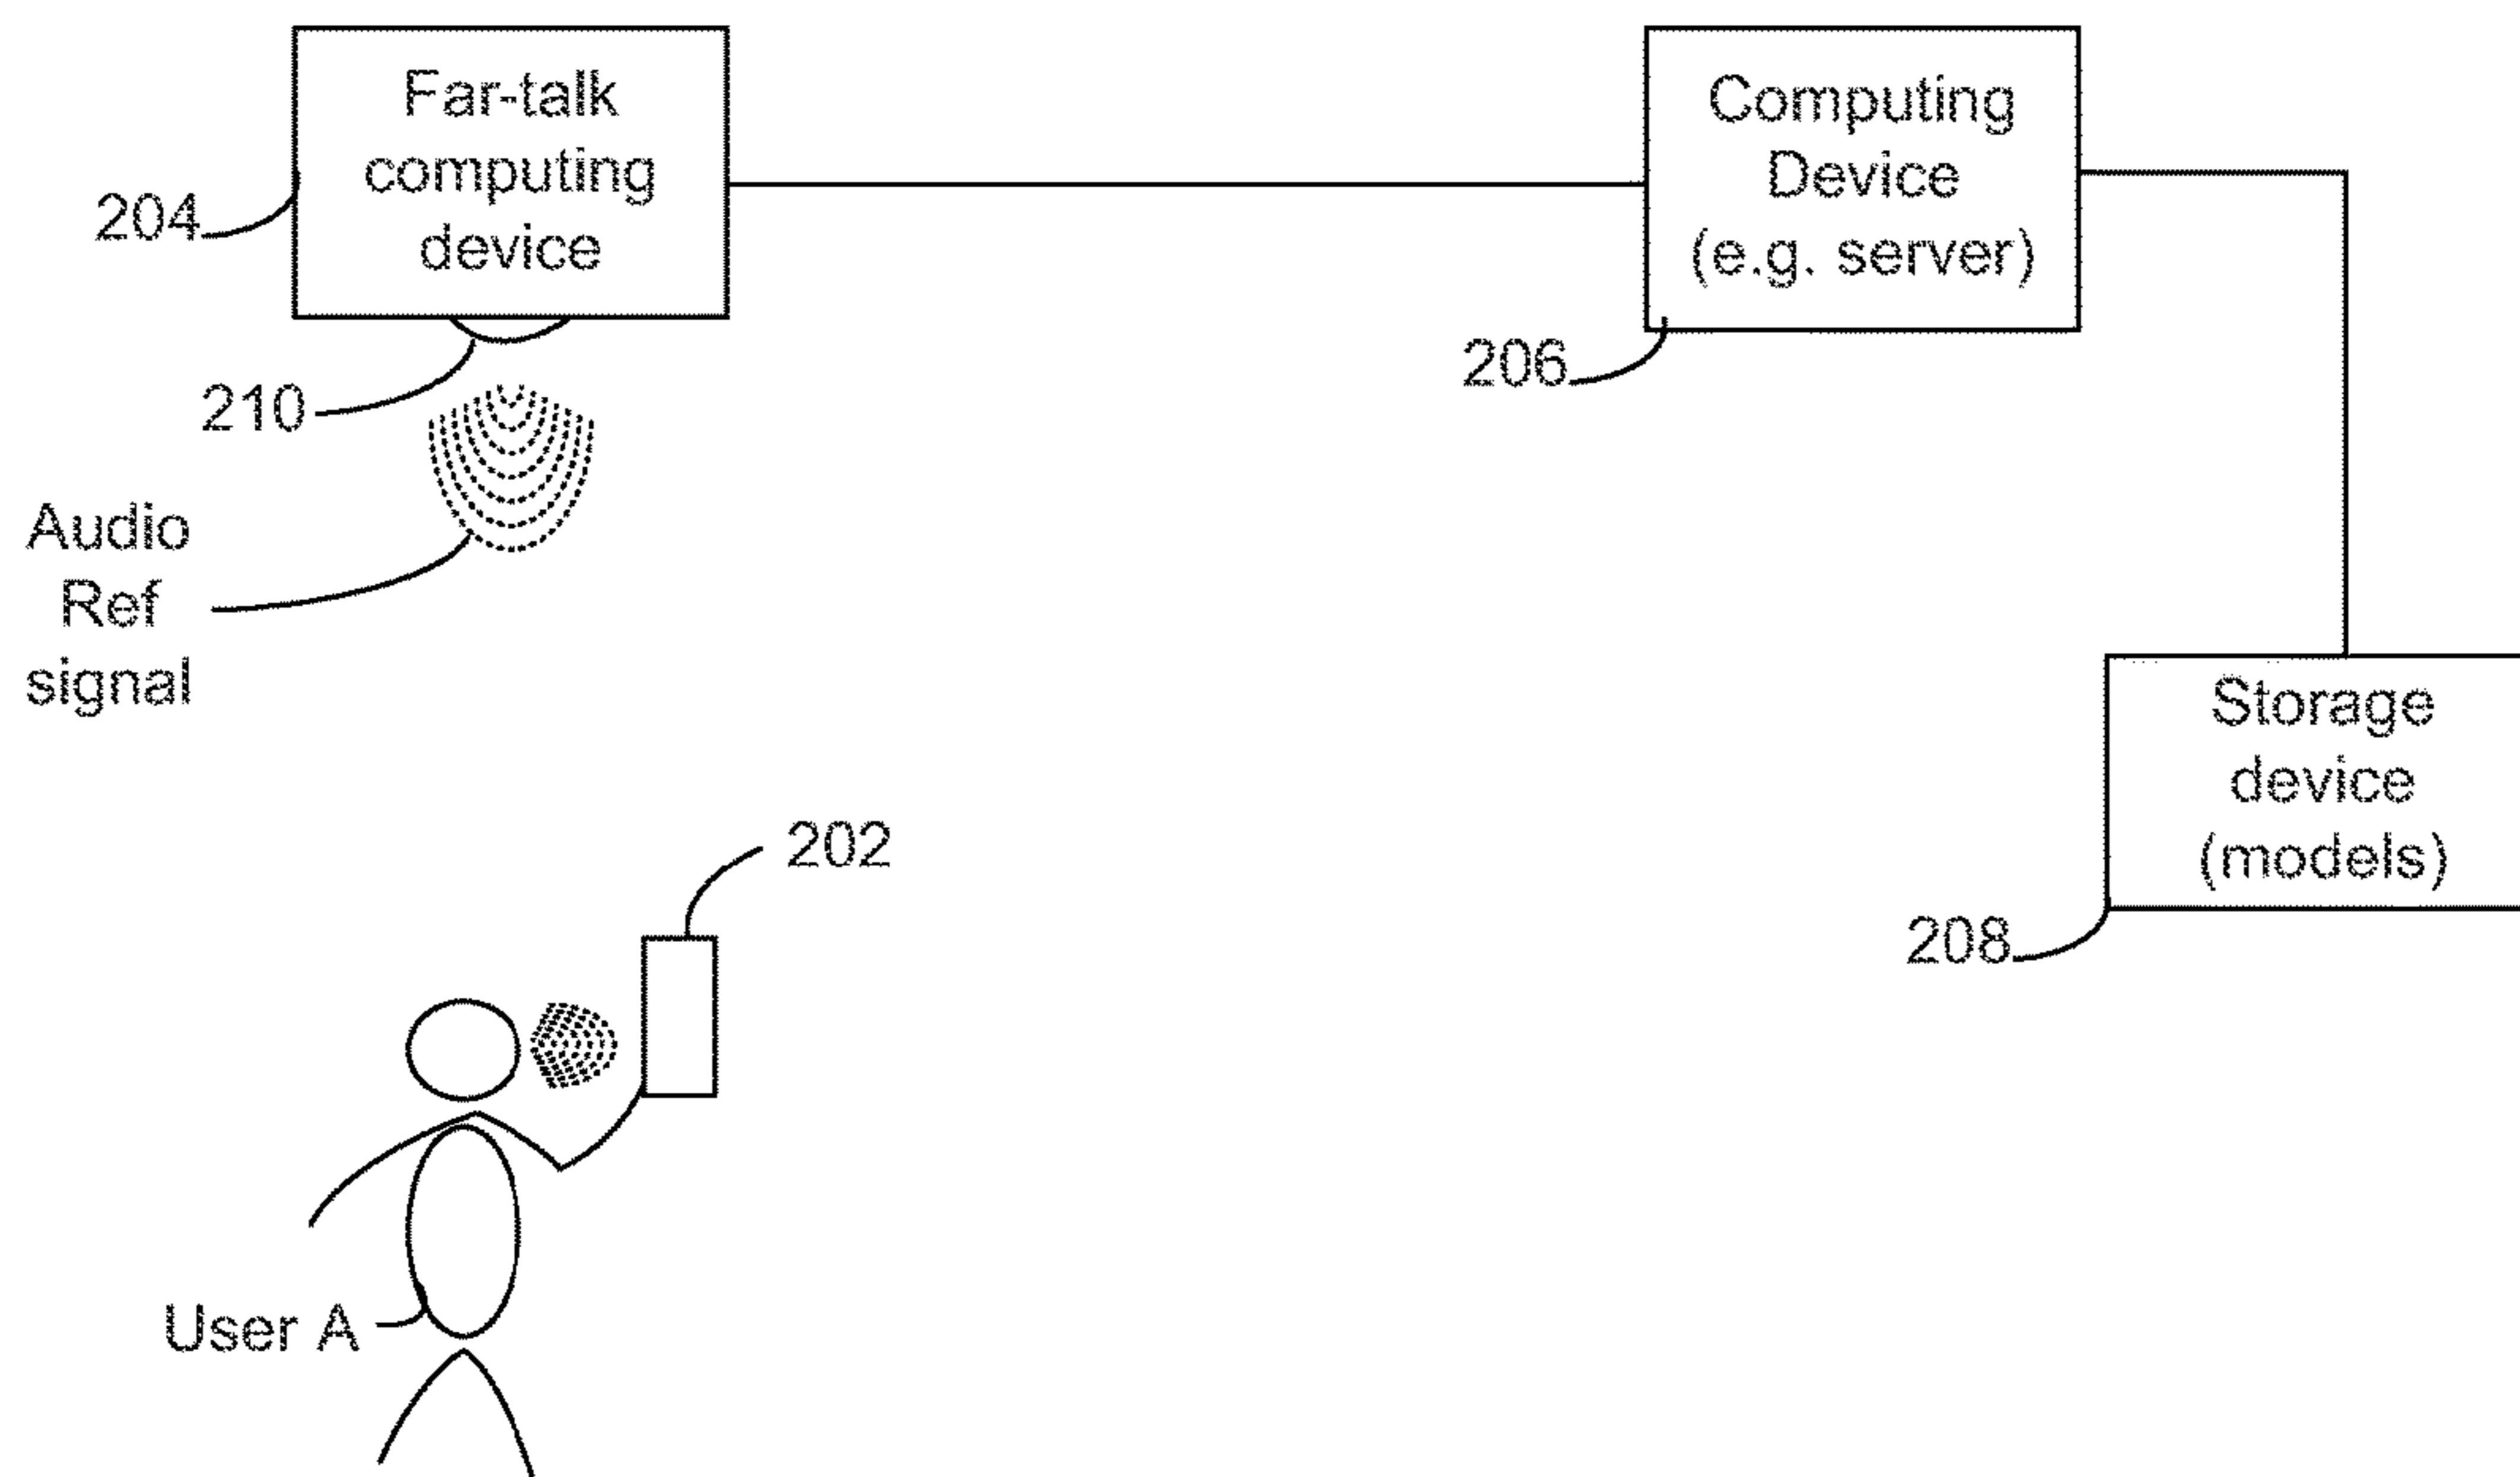 Far-talk
computing
device
204
210
Audio
Ref
signal
Computing
Device
(e.g. server)
206
Storage
device
(models)
208
202
User A